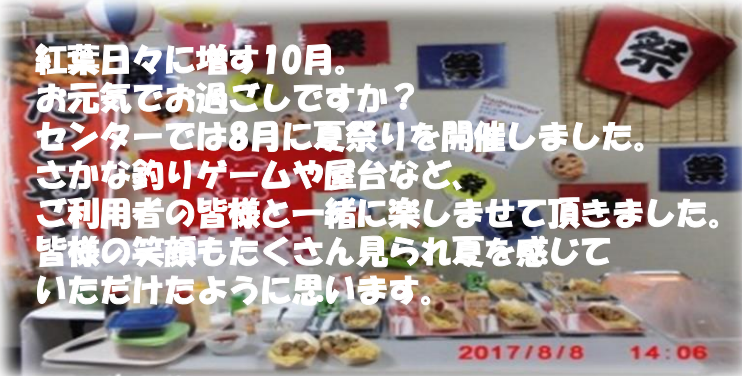 紅葉日々に増す10月。
お元気でお過ごしですか？
センターでは8月に夏祭りを開催しました。
さかな釣りゲームや屋台など、
ご利用者の皆様と一緒に楽しませて頂きました。
皆様の笑顔もたくさん見られ夏を感じて
いただけたように思います。
祭
祭
祭
祭
祭
2017/8/8 14:06